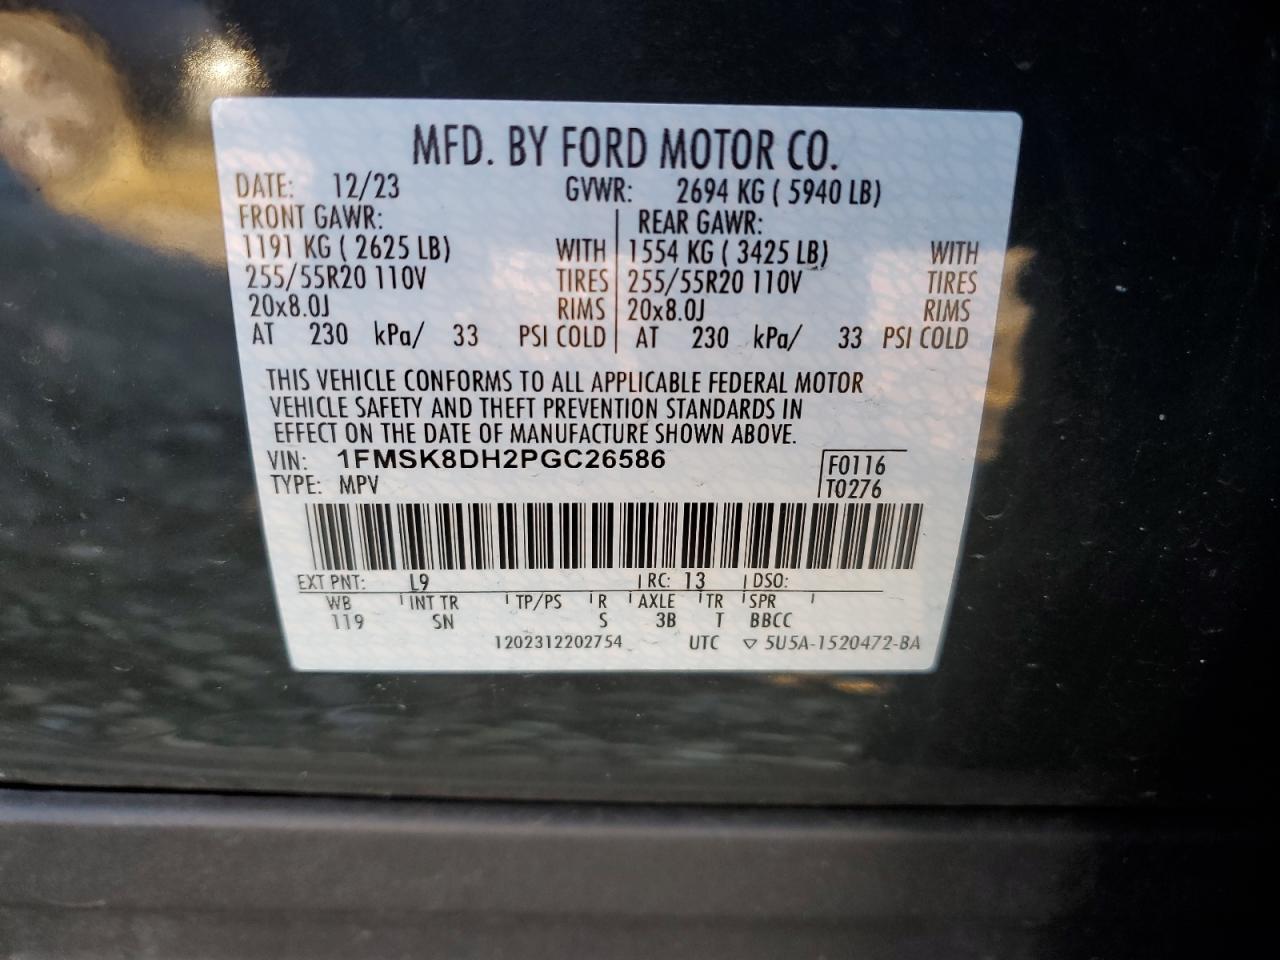 MFD. BY FORD MOTOR CO.
DATE: 12/23 GVWR: 2694 KG ( 5940 LB)
FRONT GAWR: REAR GAWR:
1191 KG ( 2625 LB) WITH 1554 KG ( 3425 LB) WITH
255/55R20 110V TIRES 255/55R20 110V TIRES
20x8.0J RIMS 20x8.0J RIMS
AT 230 kPa/ 33 PSI COLD AT 230 kPa/ 33 PSI COLD
THIS VEHICLE CONFORMS TO ALL APPLICABLE FEDERAL MOTOR
VEHICLE SAFETY AND THEFT PREVENTION STANDARDS IN
EFFECT ON THE DATE OF MANUFACTURE SHOWN ABOVE.
VIN: 1FMSK8DH2PGC26586 F0116
TYPE: MPV T0276
EXT PNT: L9 RC: 13 DSO:
WB INT TR TP/PS R AXLE TR SPR
119 SN S 3B T BBCC
1202312202754 UTC ▽ 5U5A-1520472-BA